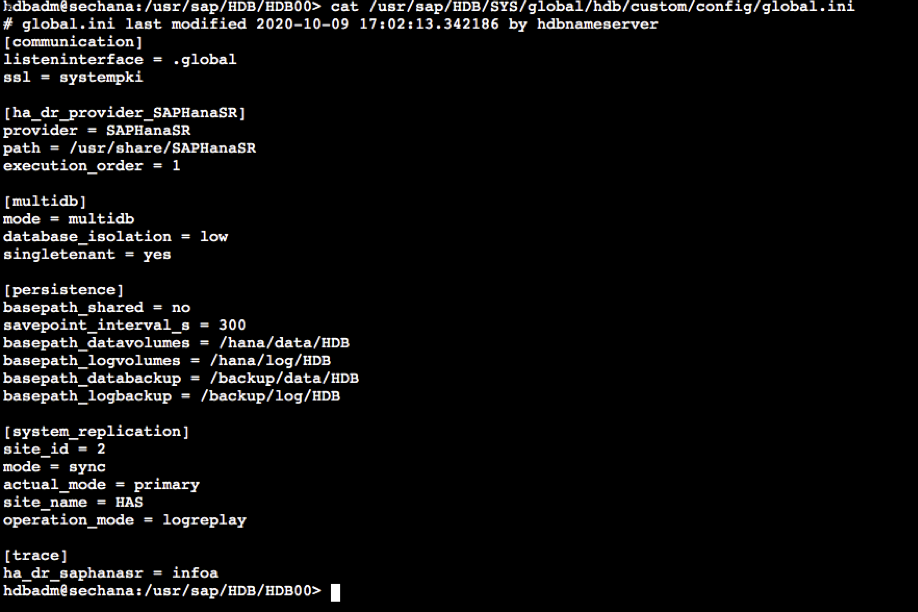 hdbadm@sechana:/usr/sap/HDB/HDB00> cat /usr/sap/HDB/SYS/global/hdb/custom/config/global.ini
# global.ini last modified 2020-10-09 17:02:13.342186 by hdbnameserver
[communication]
listeninterface = .global
ssl = systempki

[ha_dr_provider_SAPHanaSR]
provider = SAPHanaSR
path = /usr/share/SAPHanaSR
execution_order = 1

[multidb]
mode = multidb
database_isolation = low
singletenant = yes

[persistence]
basepath_shared = no
savepoint_interval_s = 300
basepath_datavolumes = /hana/data/HDB
basepath_logvolumes = /hana/log/HDB
basepath_databackup = /backup/data/HDB
basepath_logbackup = /backup/log/HDB

[system_replication]
site_id = 2
mode = sync
actual_mode = primary
site_name = HAS
operation_mode = logreplay

[trace]
ha_dr_saphanasr = infoa
hdbadm@sechana:/usr/sap/HDB/HDB00>